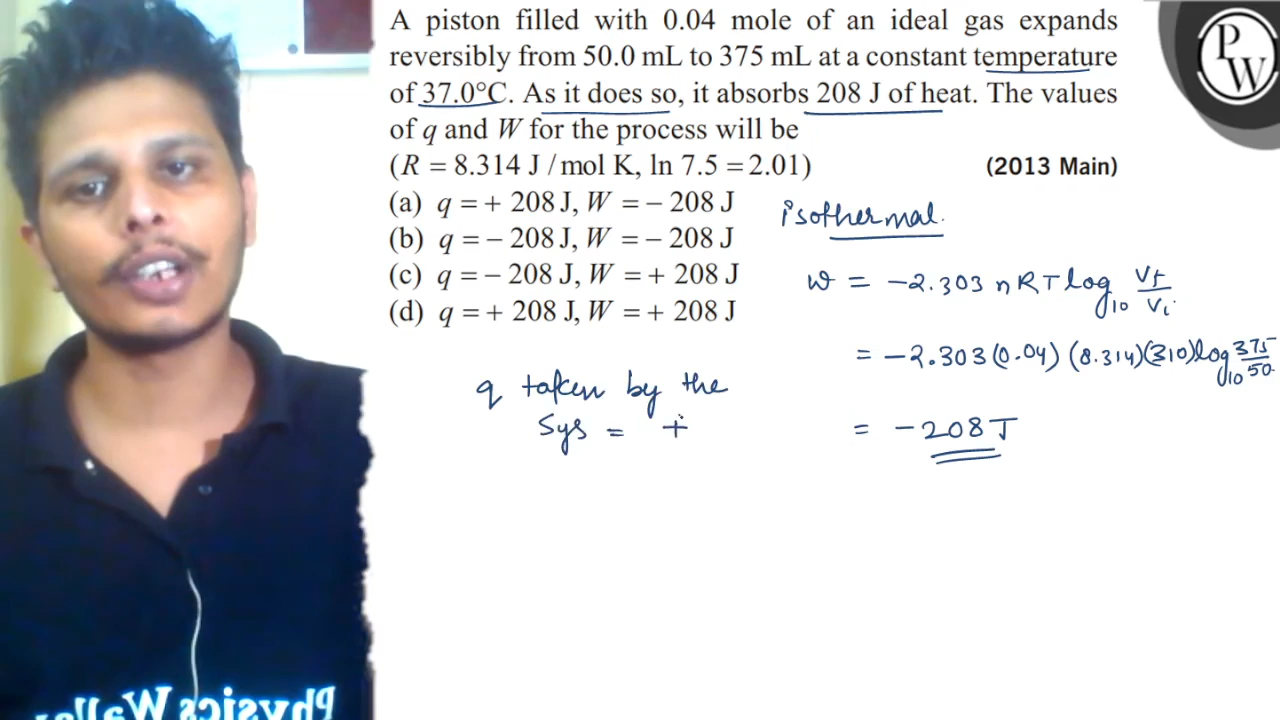 A piston filled with 0.04 mole of an ideal gas expands
reversibly from 50.0 mL to 375 mL at a constant temperature
of 37.0°C. As it does so, it absorbs 208 J of heat. The values
of q and W for the process will be
(R = 8.314 J / mol K, ln 7.5 = 2.01) (2013 Main)
(a) q = + 208 J, W = − 208 J
(b) q = − 208 J, W = − 208 J
(c) q = − 208 J, W = + 208 J
(d) q = + 208 J, W = + 208 J
isothermal.
w = -2.303 nRT log₁₀ Vf/Vi
= -2.303 (0.04) (8.314)(310) log₁₀ 375/50
= -208 J
q taken by the
Sys = +
PW
Physics Wall